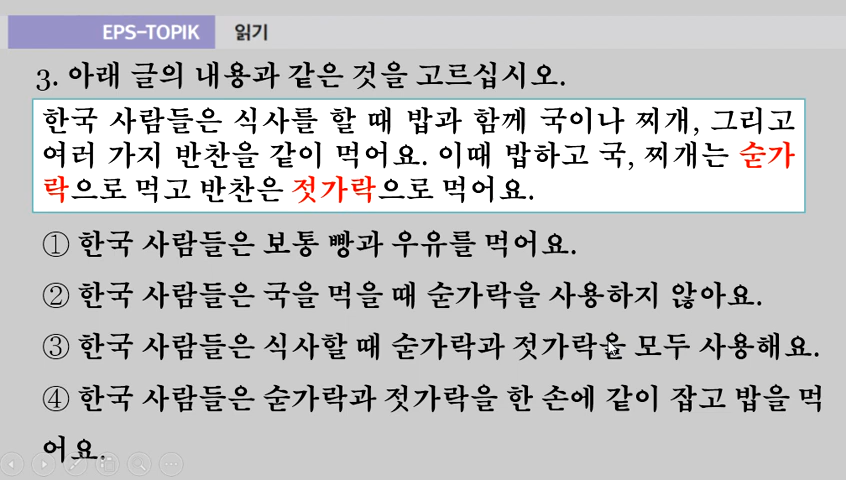 EPS-TOPIK 읽기
3. 아래 글의 내용과 같은 것을 고르십시오.
한국 사람들은 식사를 할 때 밥과 함께 국이나 찌개, 그리고
여러 가지 반찬을 같이 먹어요. 이때 밥하고 국, 찌개는 숟가
락으로 먹고 반찬은 젓가락으로 먹어요.
① 한국 사람들은 보통 빵과 우유를 먹어요.
② 한국 사람들은 국을 먹을 때 숟가락을 사용하지 않아요.
③ 한국 사람들은 식사할 때 숟가락과 젓가락을 모두 사용해요.
④ 한국 사람들은 숟가락과 젓가락을 한 손에 같이 잡고 밥을 먹
어요.